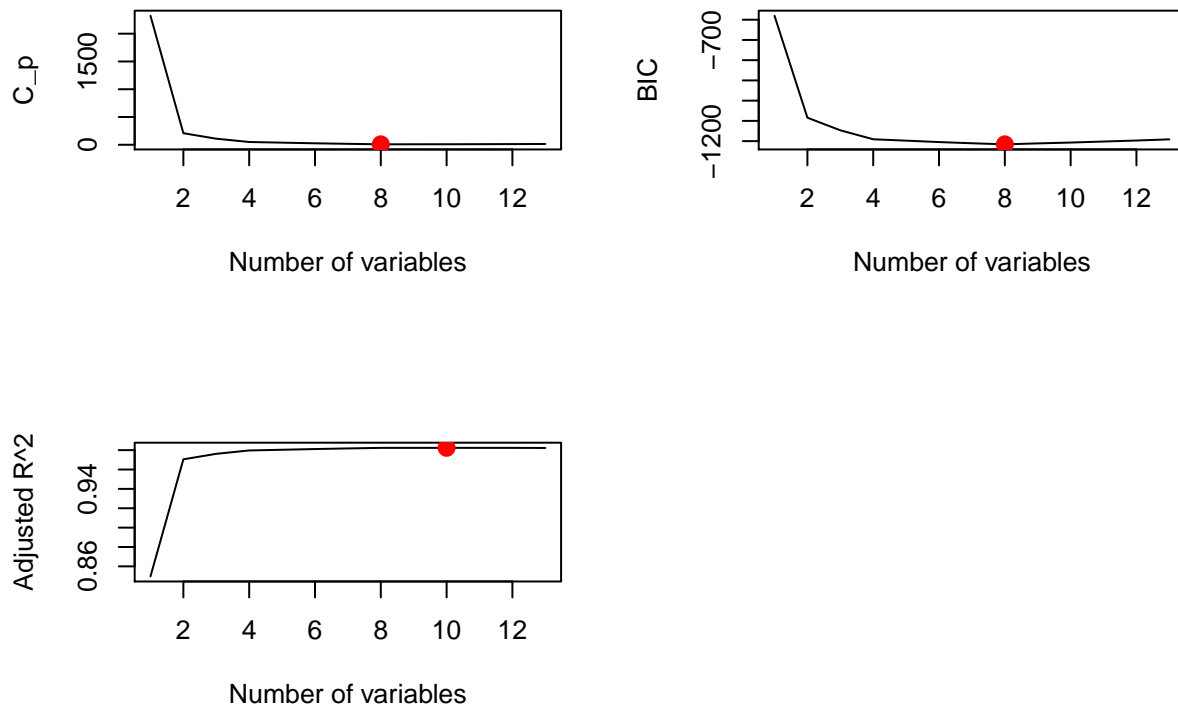 C_p
1500
0
2 4 6 8 10 12
Number of variables
BIC
−700
−1200
2 4 6 8 10 12
Number of variables
Adjusted R^2
0.94
0.86
2 4 6 8 10 12
Number of variables